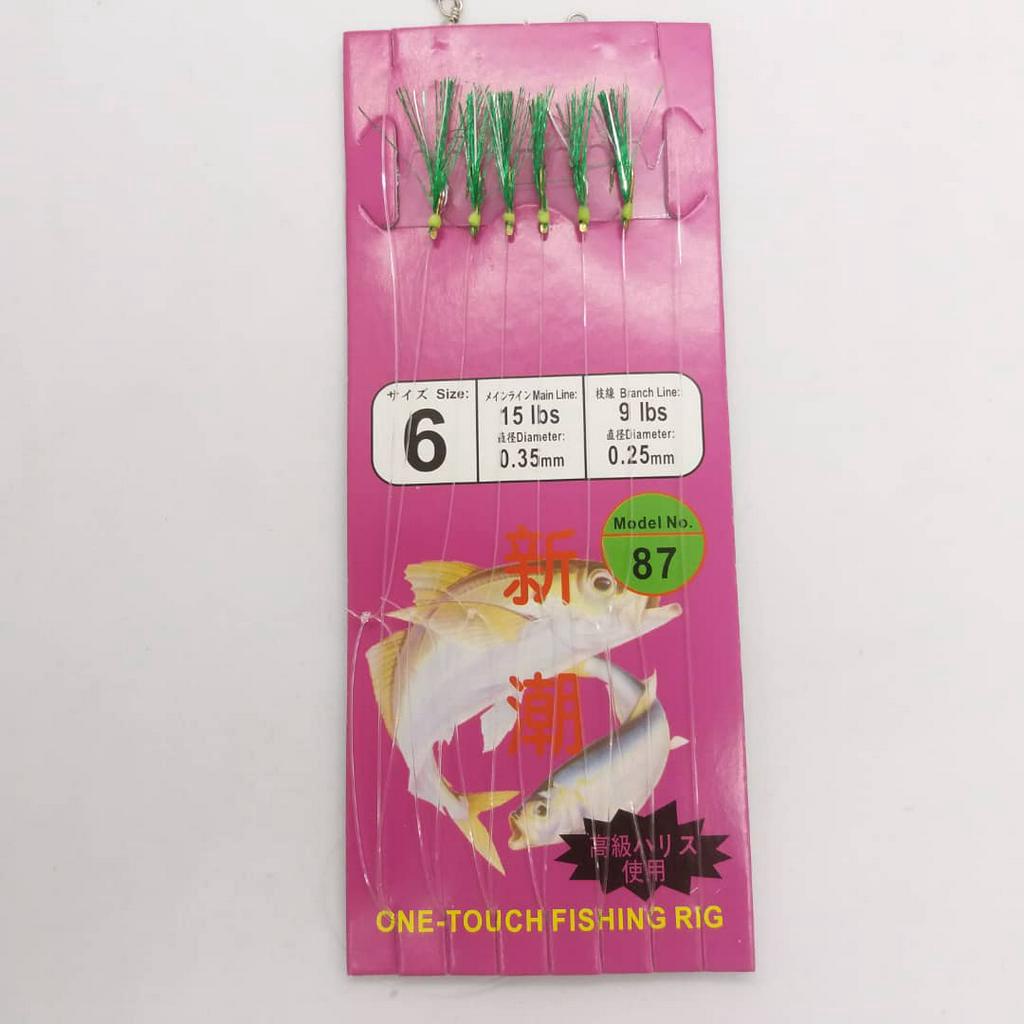 サイズ Size:
6
メインライン Main Line:
15 lbs
直径Diameter:
0.35mm
枝線 Branch Line:
9 lbs
直径Diameter:
0.25mm
Model No.
87
新
潮
高級ハリス
使用
ONE-TOUCH FISHING RIG